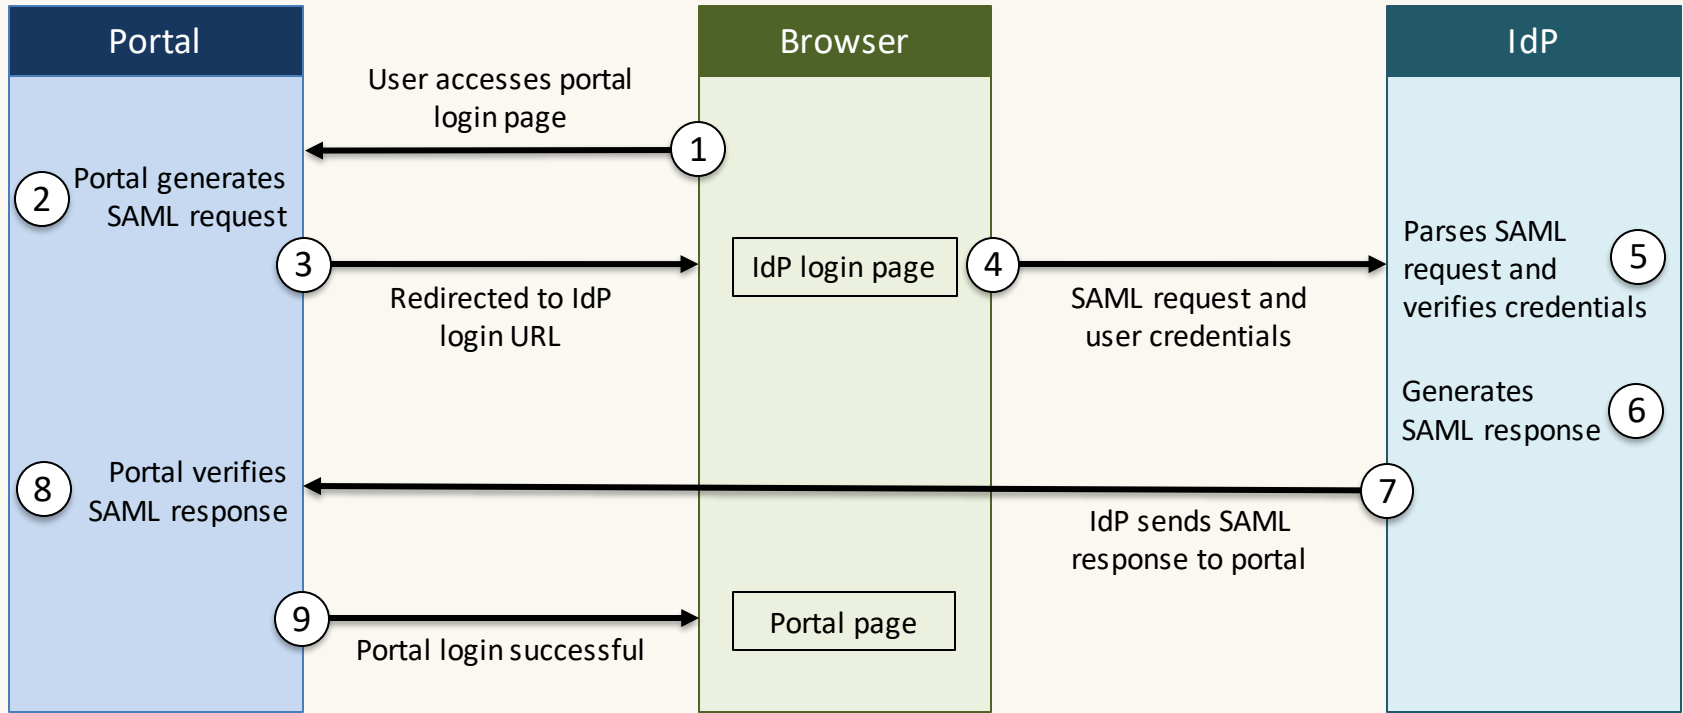 Portal
Browser
IdP
User accesses portal
login page
1
2
Portal generates
SAML request
3
Redirected to IdP
login URL
IdP login page
4
SAML request and
user credentials
Parses SAML
request and
verifies credentials
5
Generates
SAML response
6
7
IdP sends SAML
response to portal
8
Portal verifies
SAML response
9
Portal login successful
Portal page